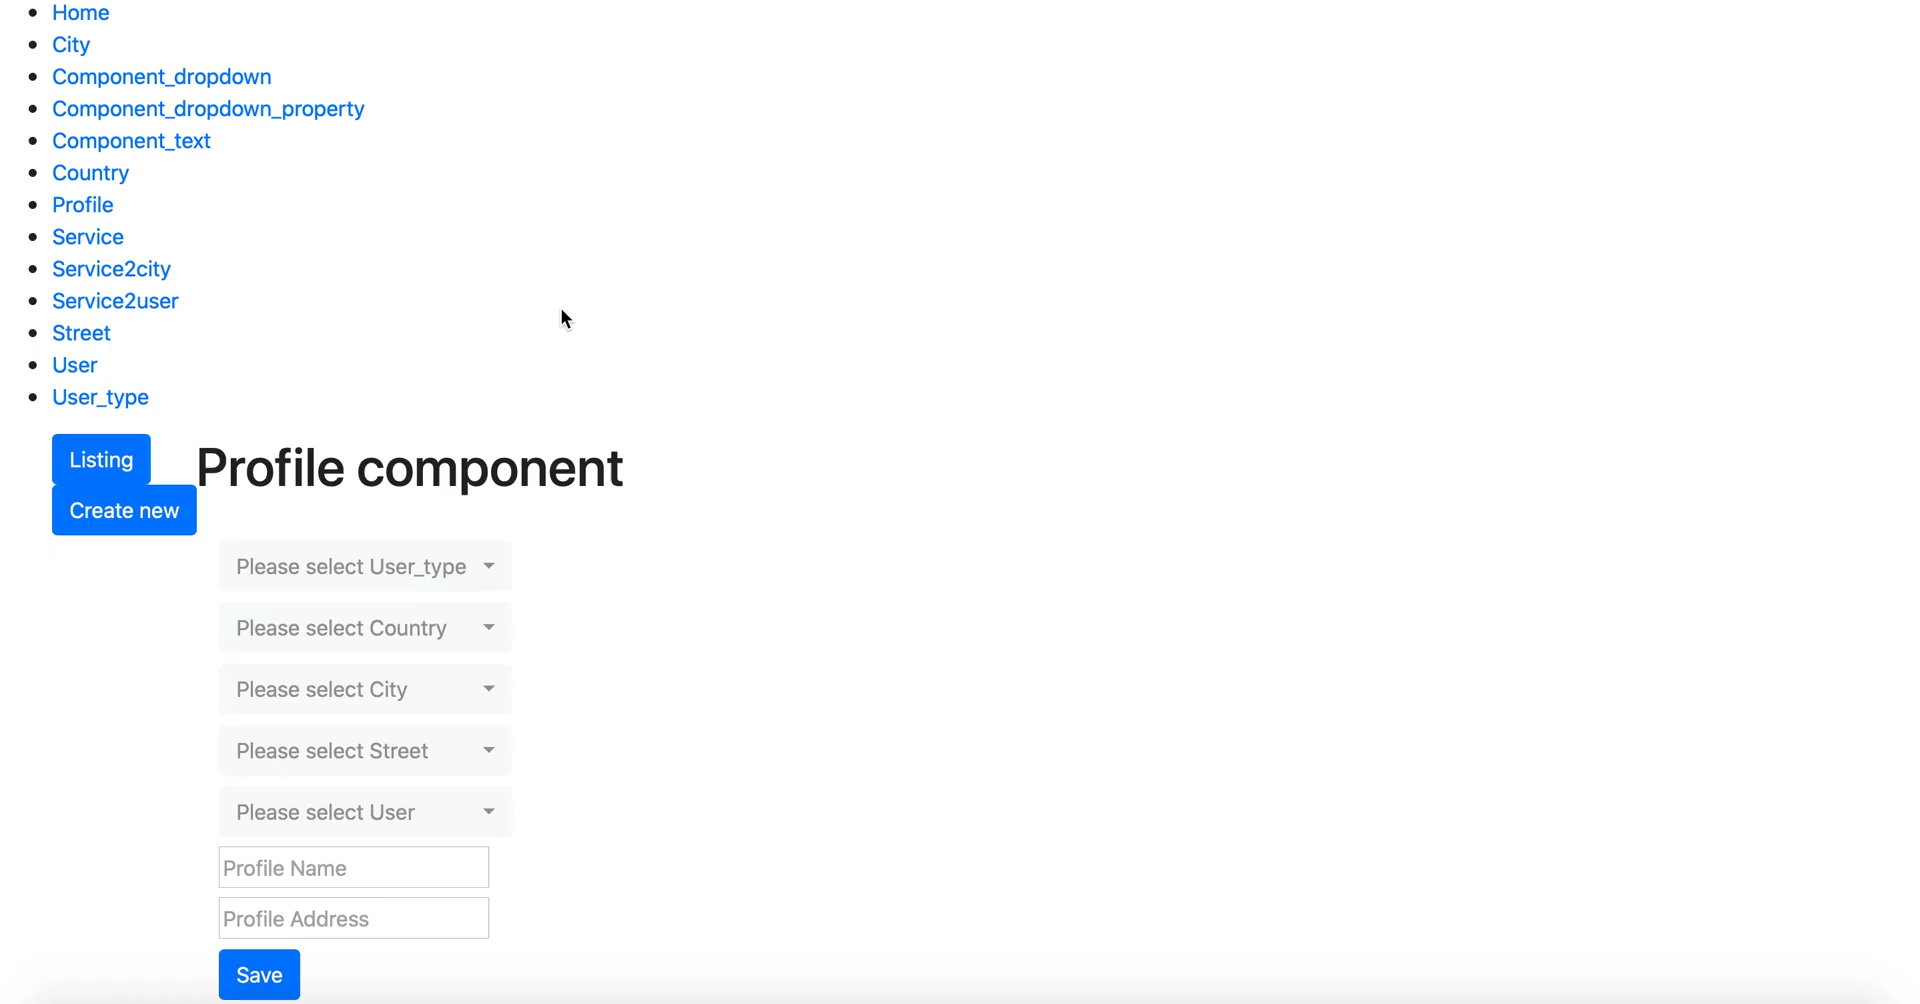 Home
City
Component_dropdown
Component_dropdown_property
Component_text
Country
Profile
Service
Service2city
Service2user
Street
User
User_type
Listing
Profile component
Create new
Please select User_type
Please select Country
Please select City
Please select Street
Please select User
Profile Name
Profile Address
Save